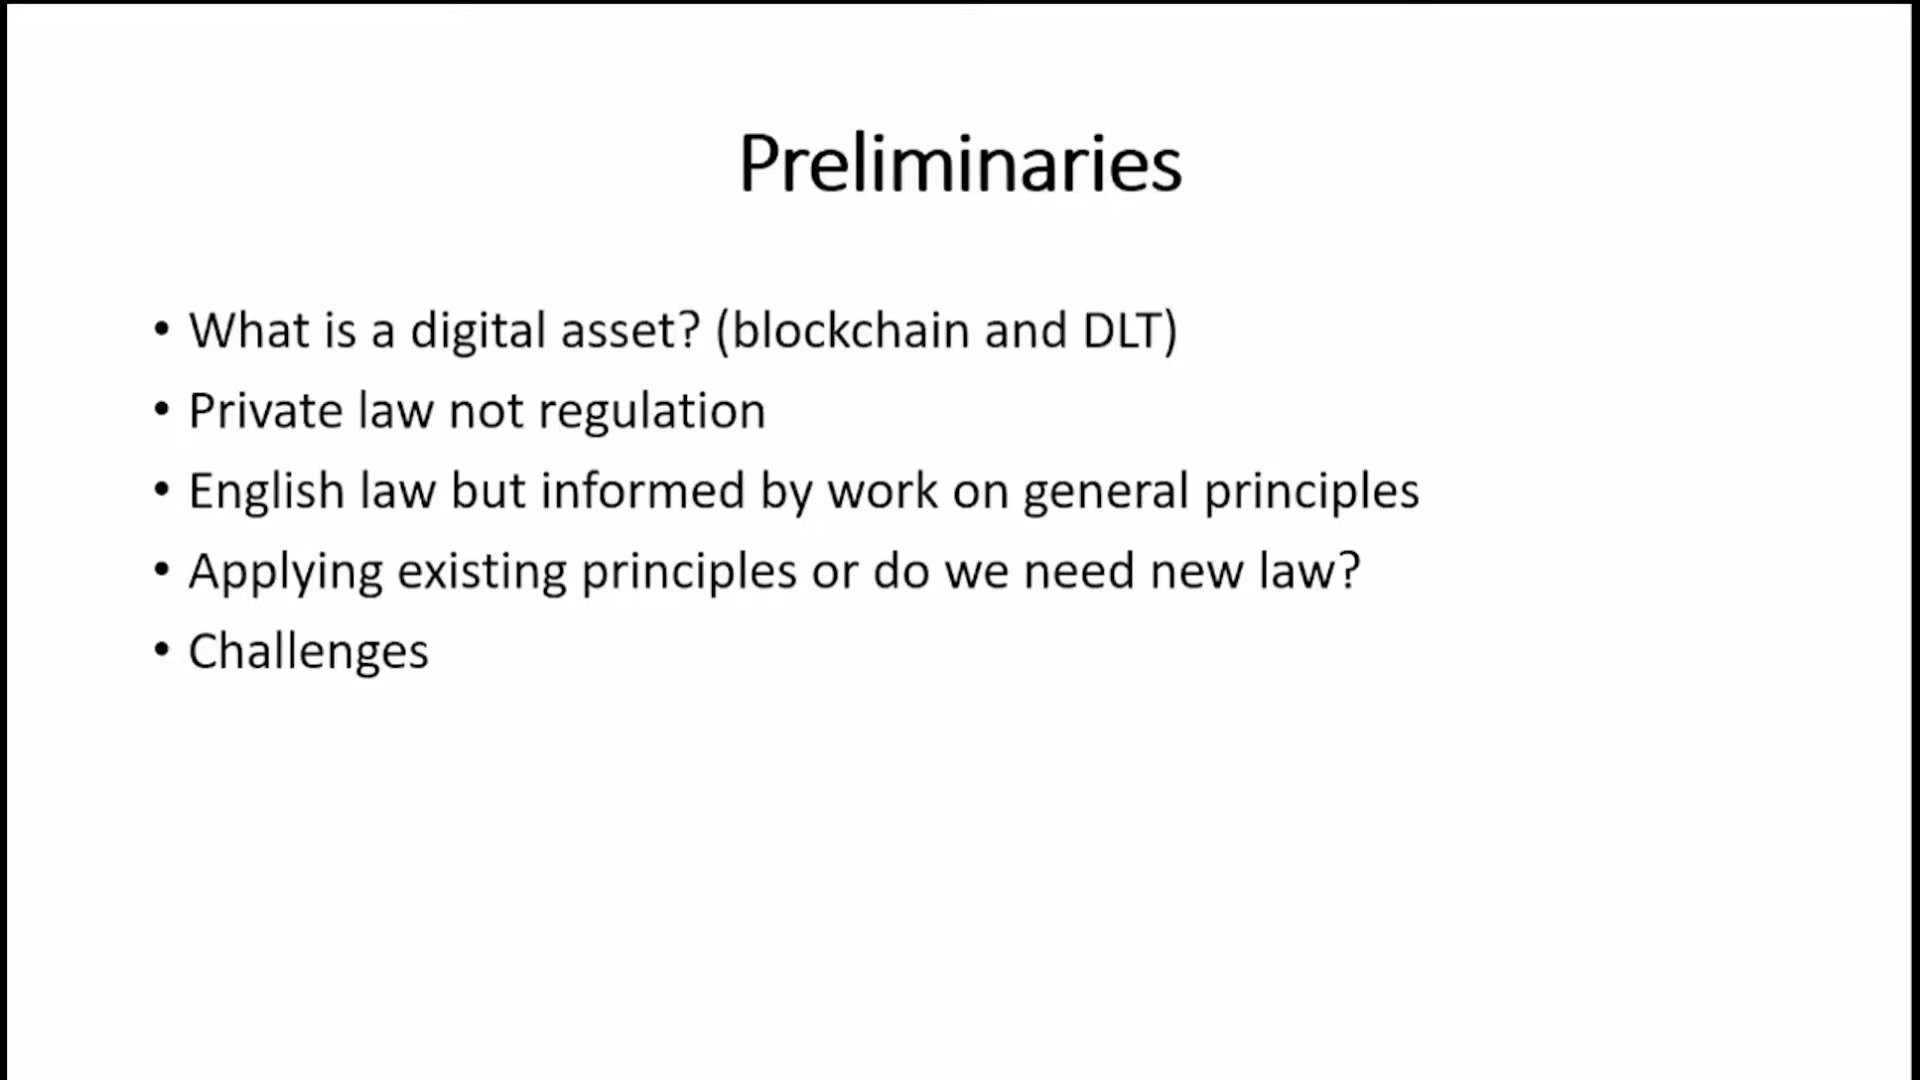 Preliminaries
• What is a digital asset? (blockchain and DLT)
• Private law not regulation
• English law but informed by work on general principles
• Applying existing principles or do we need new law?
• Challenges